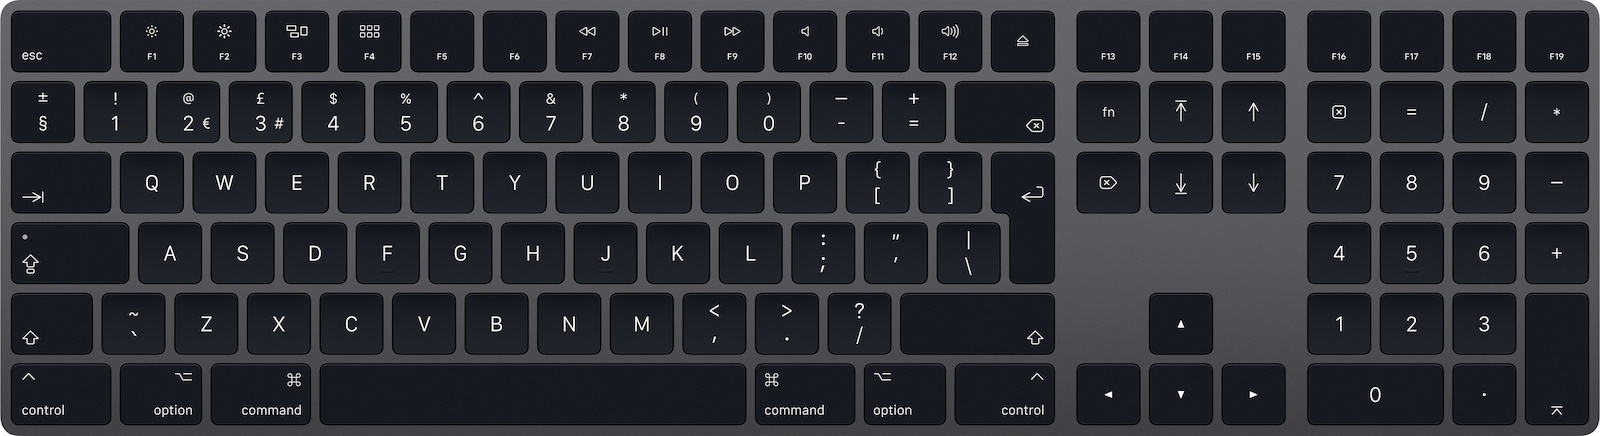 esc F1 F2 F3 F4 F5 F6 F7 F8 F9 F10 F11 F12 F13 F14 F15 F16 F17 F18 F19
± ! @ £ $ % ^ & * ( ) — +
§ 1 2 € 3 # 4 5 6 7 8 9 0 - = fn = / *
Q W E R T Y U I O P { [ } ] 7 8 9 −
A S D F G H J K L : ; " ' | \ 4 5 6 +
~ ` Z X C V B N M < , > . ? / 1 2 3
control option command command option control 0 .